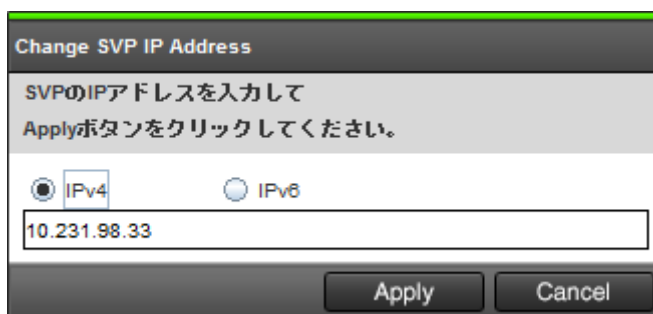 Change SVP IP Address
SVPのIPアドレスを入力して
Applyボタンをクリックしてください。
IPv4 IPv6
10.231.98.33
Apply Cancel